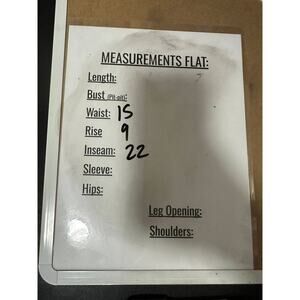 MEASUREMENTS FLAT:
Length:
Bust (Pit-pit):
Waist: 15
Rise 9
Inseam: 22
Sleeve:
Hips:
Leg Opening:
Shoulders: